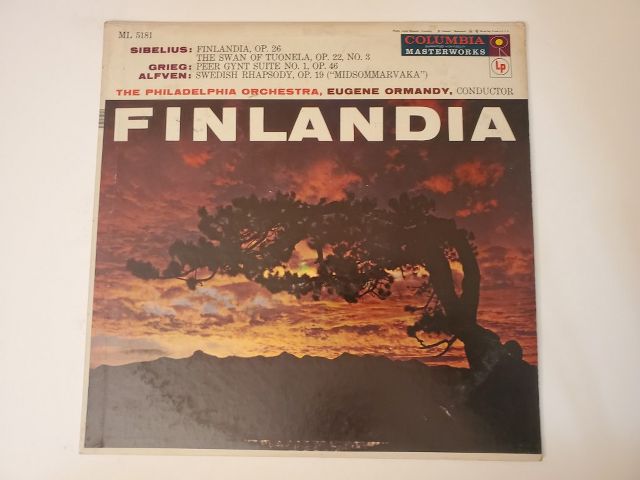 ML 5181
COLUMBIA
MASTERWORKS
Lp
SIBELIUS: FINLANDIA, OP. 26
THE SWAN OF TUONELA, OP. 22, NO. 3
GRIEG: PEER GYNT SUITE NO. 1, OP. 46
ALFVEN: SWEDISH RHAPSODY, OP. 19 ("MIDSOMMARVAKA")
THE PHILADELPHIA ORCHESTRA, EUGENE ORMANDY, CONDUCTOR
FINLANDIA